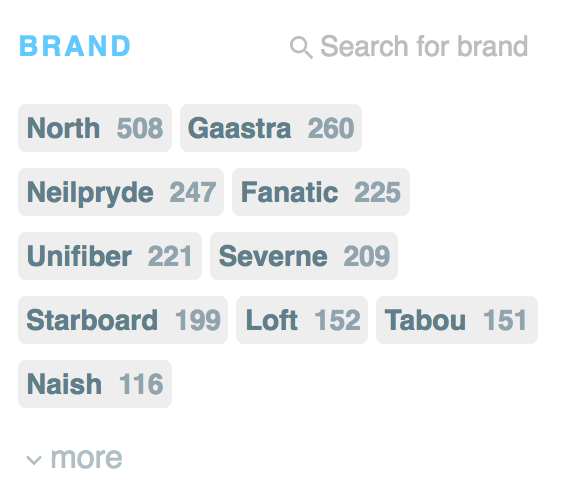 BRAND Search for brand
North 508 Gaastra 260
Neilpryde 247 Fanatic 225
Unifiber 221 Severne 209
Starboard 199 Loft 152 Tabou 151
Naish 116
more